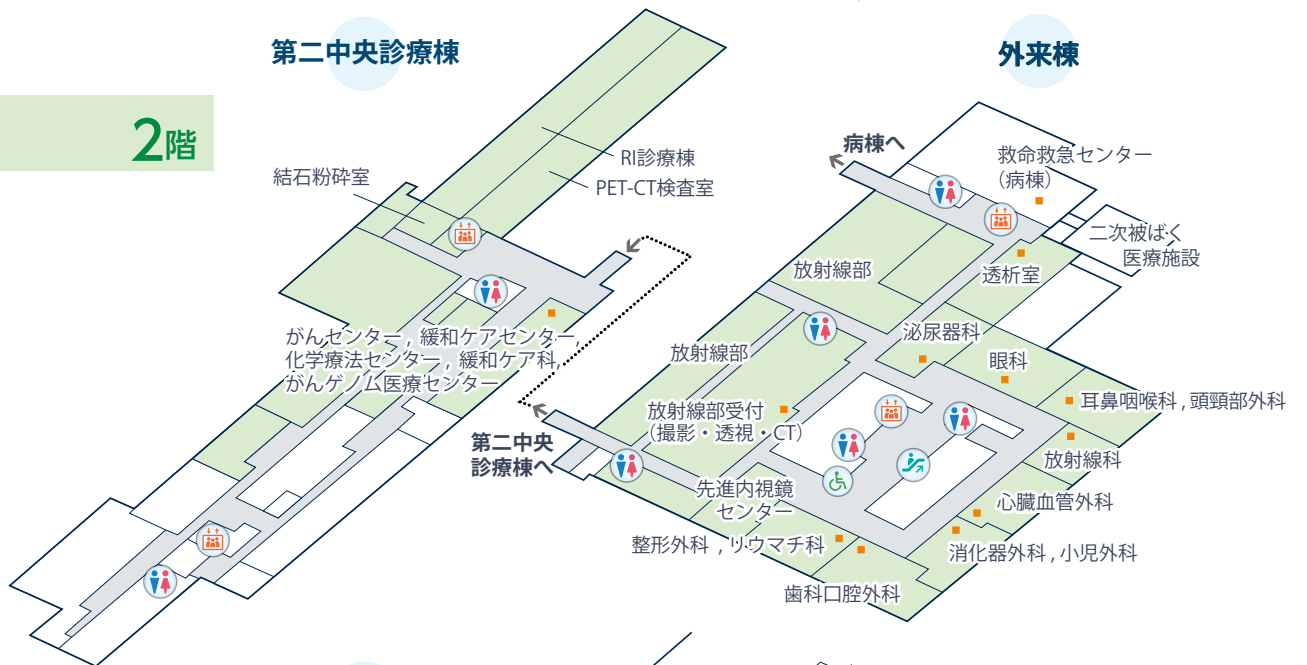 第二中央診療棟
外来棟
2階
病棟へ
救命救急センター
(病棟)
RI診療棟
結石粉砕室
PET-CT検査室
二次被ばく
医療施設
放射線部
透析室
がんセンター,緩和ケアセンター,
化学療法センター,緩和ケア科,
がんゲノム医療センター
泌尿器科
放射線部
眼科
耳鼻咽喉科,頭頸部外科
放射線部受付
(撮影・透視・CT)
第二中央
診療棟へ
放射線科
先進内視鏡
センター
心臓血管外科
整形外科,リウマチ科
消化器外科,小児外科
歯科口腔外科